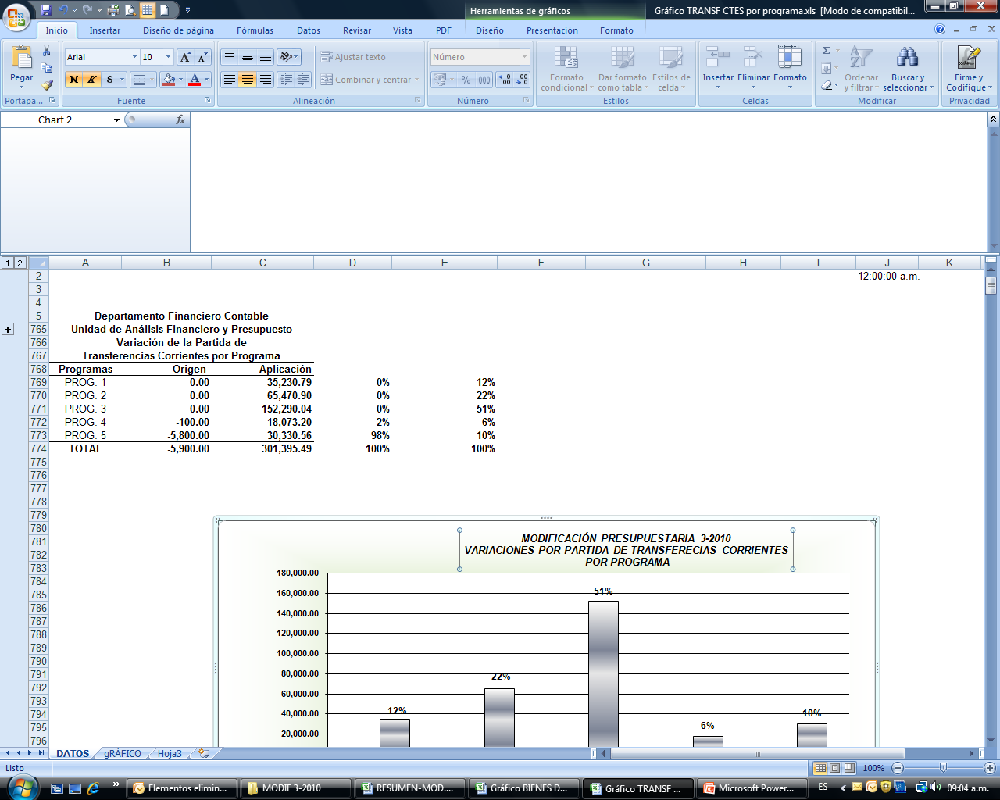 Herramientas de gráficos
Gráfico TRANSF CTES por programa.xls [Modo de compatibil...
Inicio Insertar Diseño de página Fórmulas Datos Revisar Vista PDF Diseño Presentación Formato
Arial 10 Ajustar texto Número
Pegar N K S Combinar y centrar % 000
Formato condicional Dar formato como tabla Estilos de celda Insertar Eliminar Formato Σ Ordenar y filtrar Buscar y seleccionar Firme y Codifique
Portapa... Fuente Alineación Número Estilos Celdas Modificar Privacidad
Chart 2 fx
1 2 A B C D E F G H I J K
2 12:00:00 a.m.
3
4
5 Departamento Financiero Contable
765 Unidad de Análisis Financiero y Presupuesto
766 Variación de la Partida de
767 Transferencias Corrientes por Programa
768 Programas Origen Aplicación
769 PROG. 1 0.00 35,230.79 0% 12%
770 PROG. 2 0.00 65,470.90 0% 22%
771 PROG. 3 0.00 152,290.04 0% 51%
772 PROG. 4 -100.00 18,073.20 2% 6%
773 PROG. 5 -5,800.00 30,330.56 98% 10%
774 TOTAL -5,900.00 301,395.49 100% 100%
775
776
777
778
779
780
781
782
783
784
785
786
787
788
789
790
791
792
793
794
795
796
MODIFICACIÓN PRESUPUESTARIA 3-2010
VARIACIONES POR PARTIDA DE TRANSFERECIAS CORRIENTES
POR PROGRAMA
180,000.00
160,000.00
140,000.00
120,000.00
100,000.00
80,000.00
60,000.00
40,000.00
20,000.00
12% 22% 51% 6% 10%
DATOS gRÁFICO Hoja3
Listo 100%
Elementos elimin... MODIF 3-2010 RESUMEN-MOD.... Gráfico BIENES D... Gráfico TRANSF ... Microsoft Power... ES 09:04 a.m.